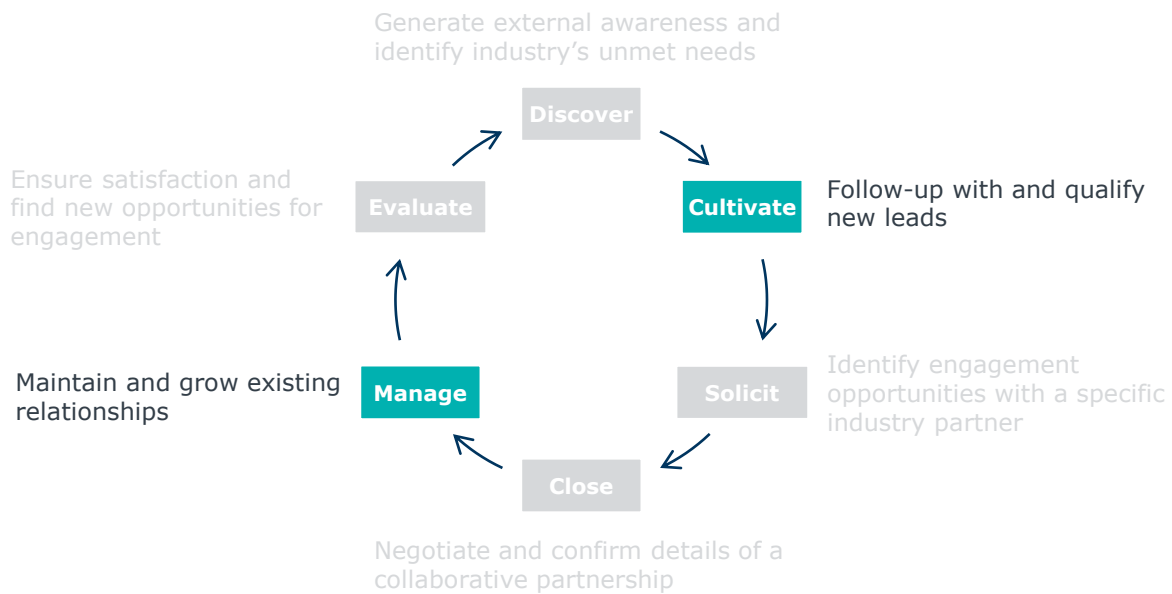 Generate external awareness and
identify industry’s unmet needs
Discover
Cultivate
Follow-up with and qualify
new leads
Solicit
Identify engagement
opportunities with a specific
industry partner
Close
Negotiate and confirm details of a
collaborative partnership
Manage
Maintain and grow existing
relationships
Evaluate
Ensure satisfaction and
find new opportunities for
engagement